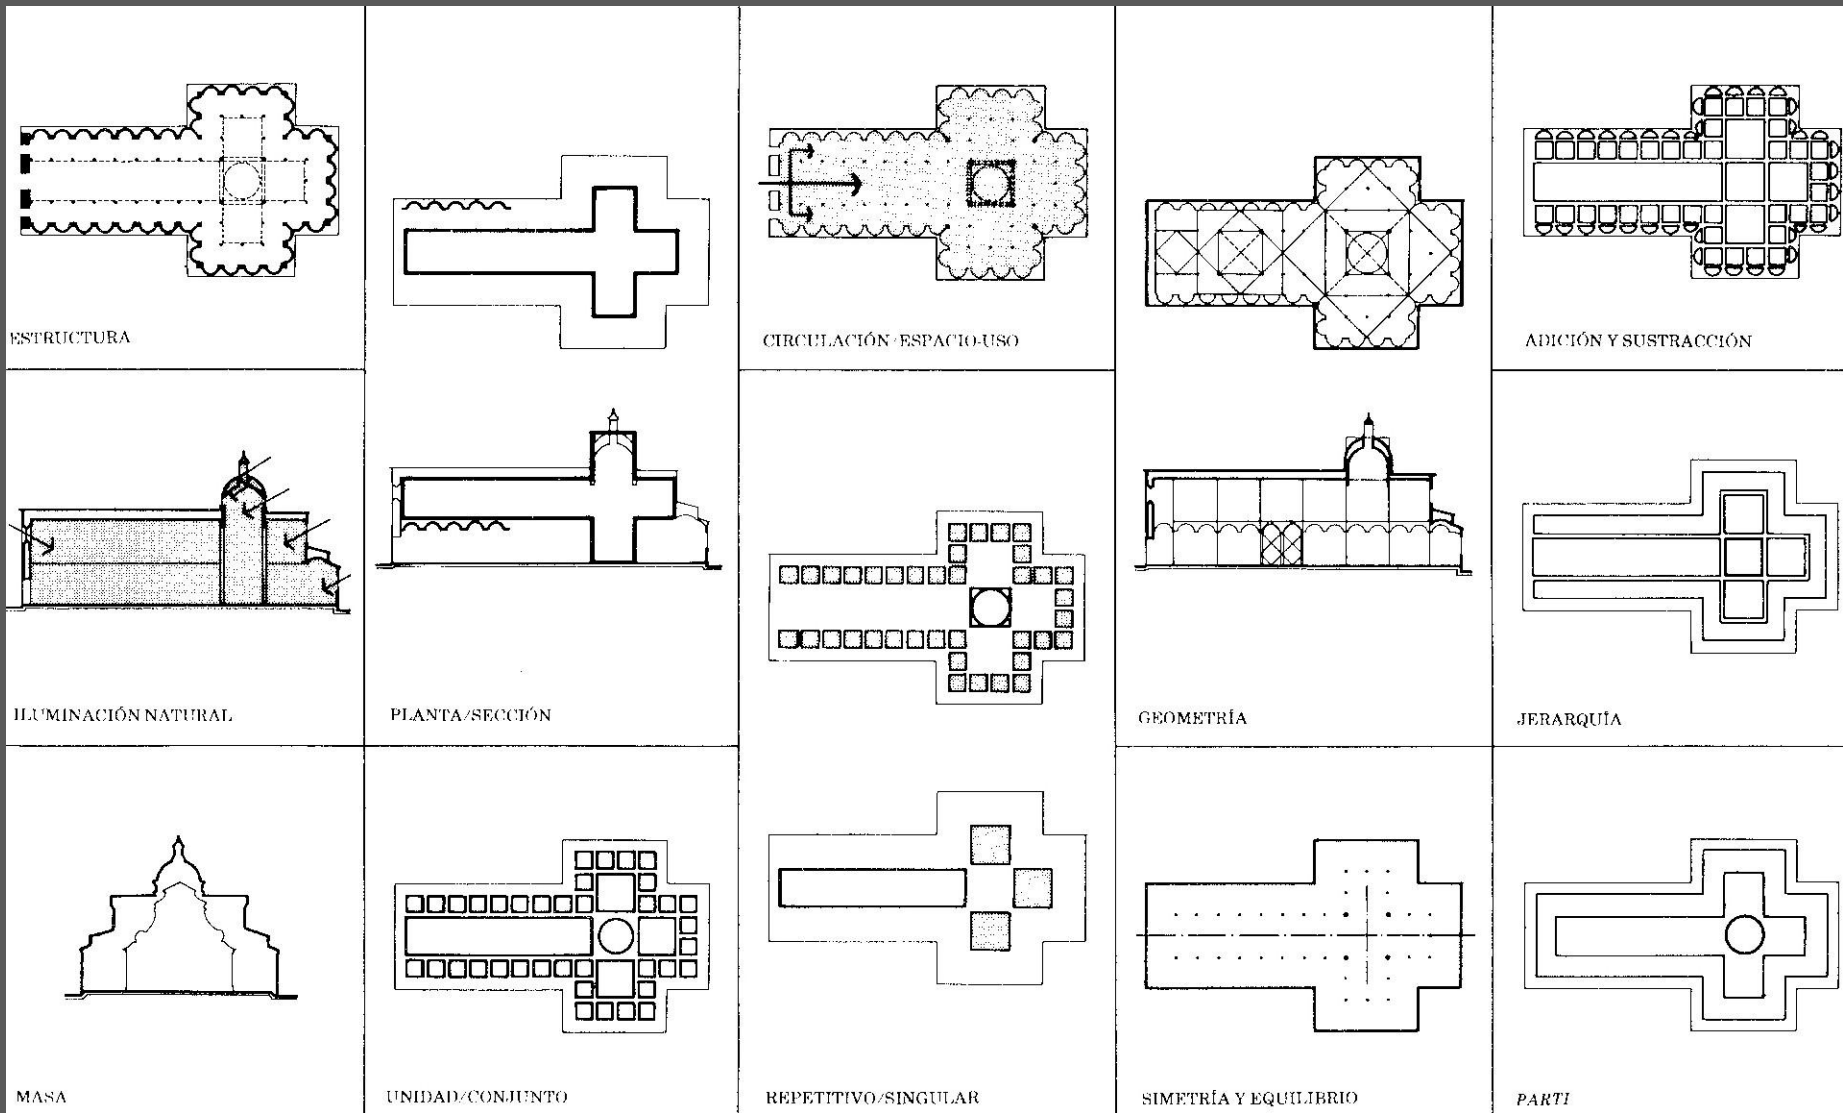 ESTRUCTURA
CIRCULACIÓN/ESPACIO-USO
ADICIÓN Y SUSTRACCIÓN
ILUMINACIÓN NATURAL
PLANTA/SECCIÓN
GEOMETRÍA
JERARQUÍA
MASA
UNIDAD/CONJUNTO
REPETITIVO/SINGULAR
SIMETRÍA Y EQUILIBRIO
PARTI